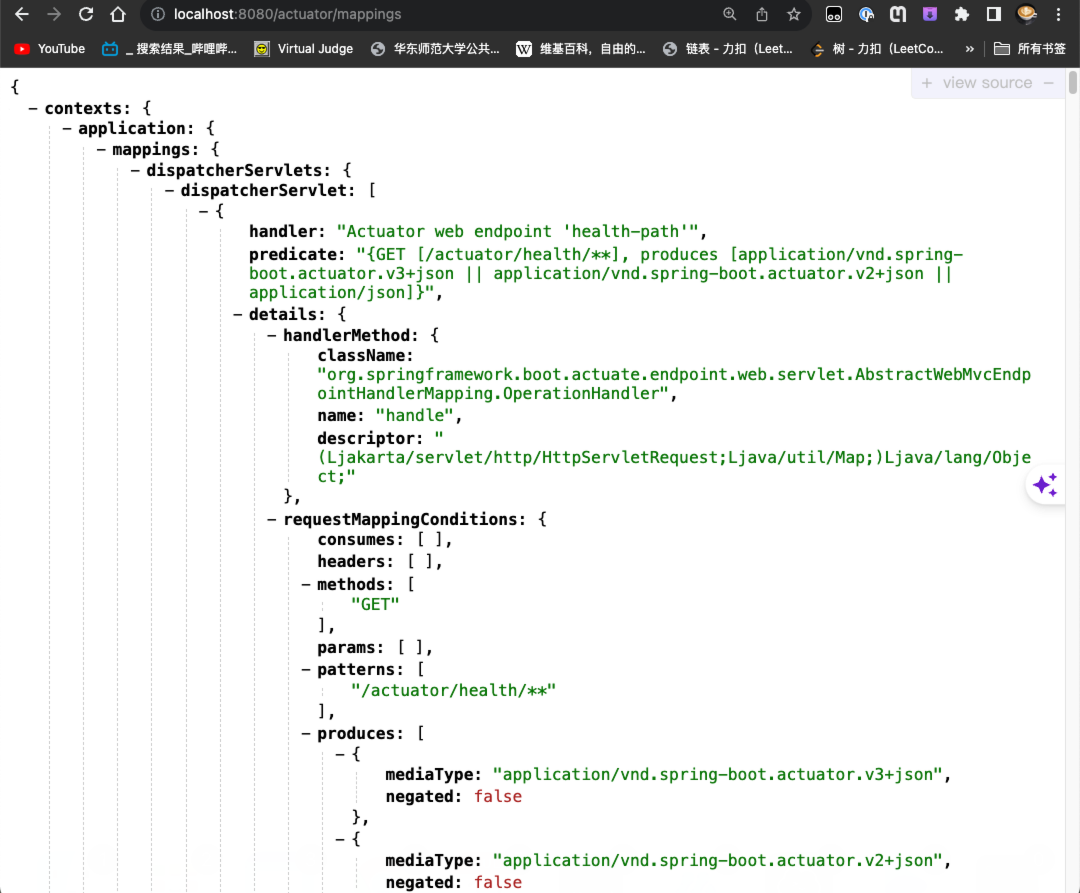 localhost:8080/actuator/mappings
YouTube
_ 搜索结果_哔哩哔...
Virtual Judge
华东师范大学公共...
维基百科，自由的...
链表 - 力扣（Leet...
树 - 力扣（LeetCo...
»
所有书签
+ view source −
{
− contexts: {
− application: {
− mappings: {
− dispatcherServlets: {
− dispatcherServlet: [
− {
handler: "Actuator web endpoint 'health-path'",
predicate: "{GET [/actuator/health/**], produces [application/vnd.spring-
boot.actuator.v3+json || application/vnd.spring-boot.actuator.v2+json ||
application/json]}",
− details: {
− handlerMethod: {
className:
"org.springframework.boot.actuate.endpoint.web.servlet.AbstractWebMvcEndp
ointHandlerMapping.OperationHandler",
name: "handle",
descriptor: "
(Ljakarta/servlet/http/HttpServletRequest;Ljava/util/Map;)Ljava/lang/Obje
ct;"
},
− requestMappingConditions: {
consumes: [ ],
headers: [ ],
− methods: [
"GET"
],
params: [ ],
− patterns: [
"/actuator/health/**"
],
− produces: [
− {
mediaType: "application/vnd.spring-boot.actuator.v3+json",
negated: false
},
− {
mediaType: "application/vnd.spring-boot.actuator.v2+json",
negated: false